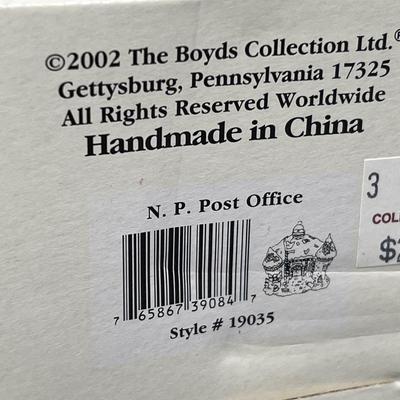 ©2002 The Boyds Collection Ltd.®
Gettysburg, Pennsylvania 17325
All Rights Reserved Worldwide
Handmade in China
N. P. Post Office
7 65867 39084 7
Style # 19035
3
COL
$